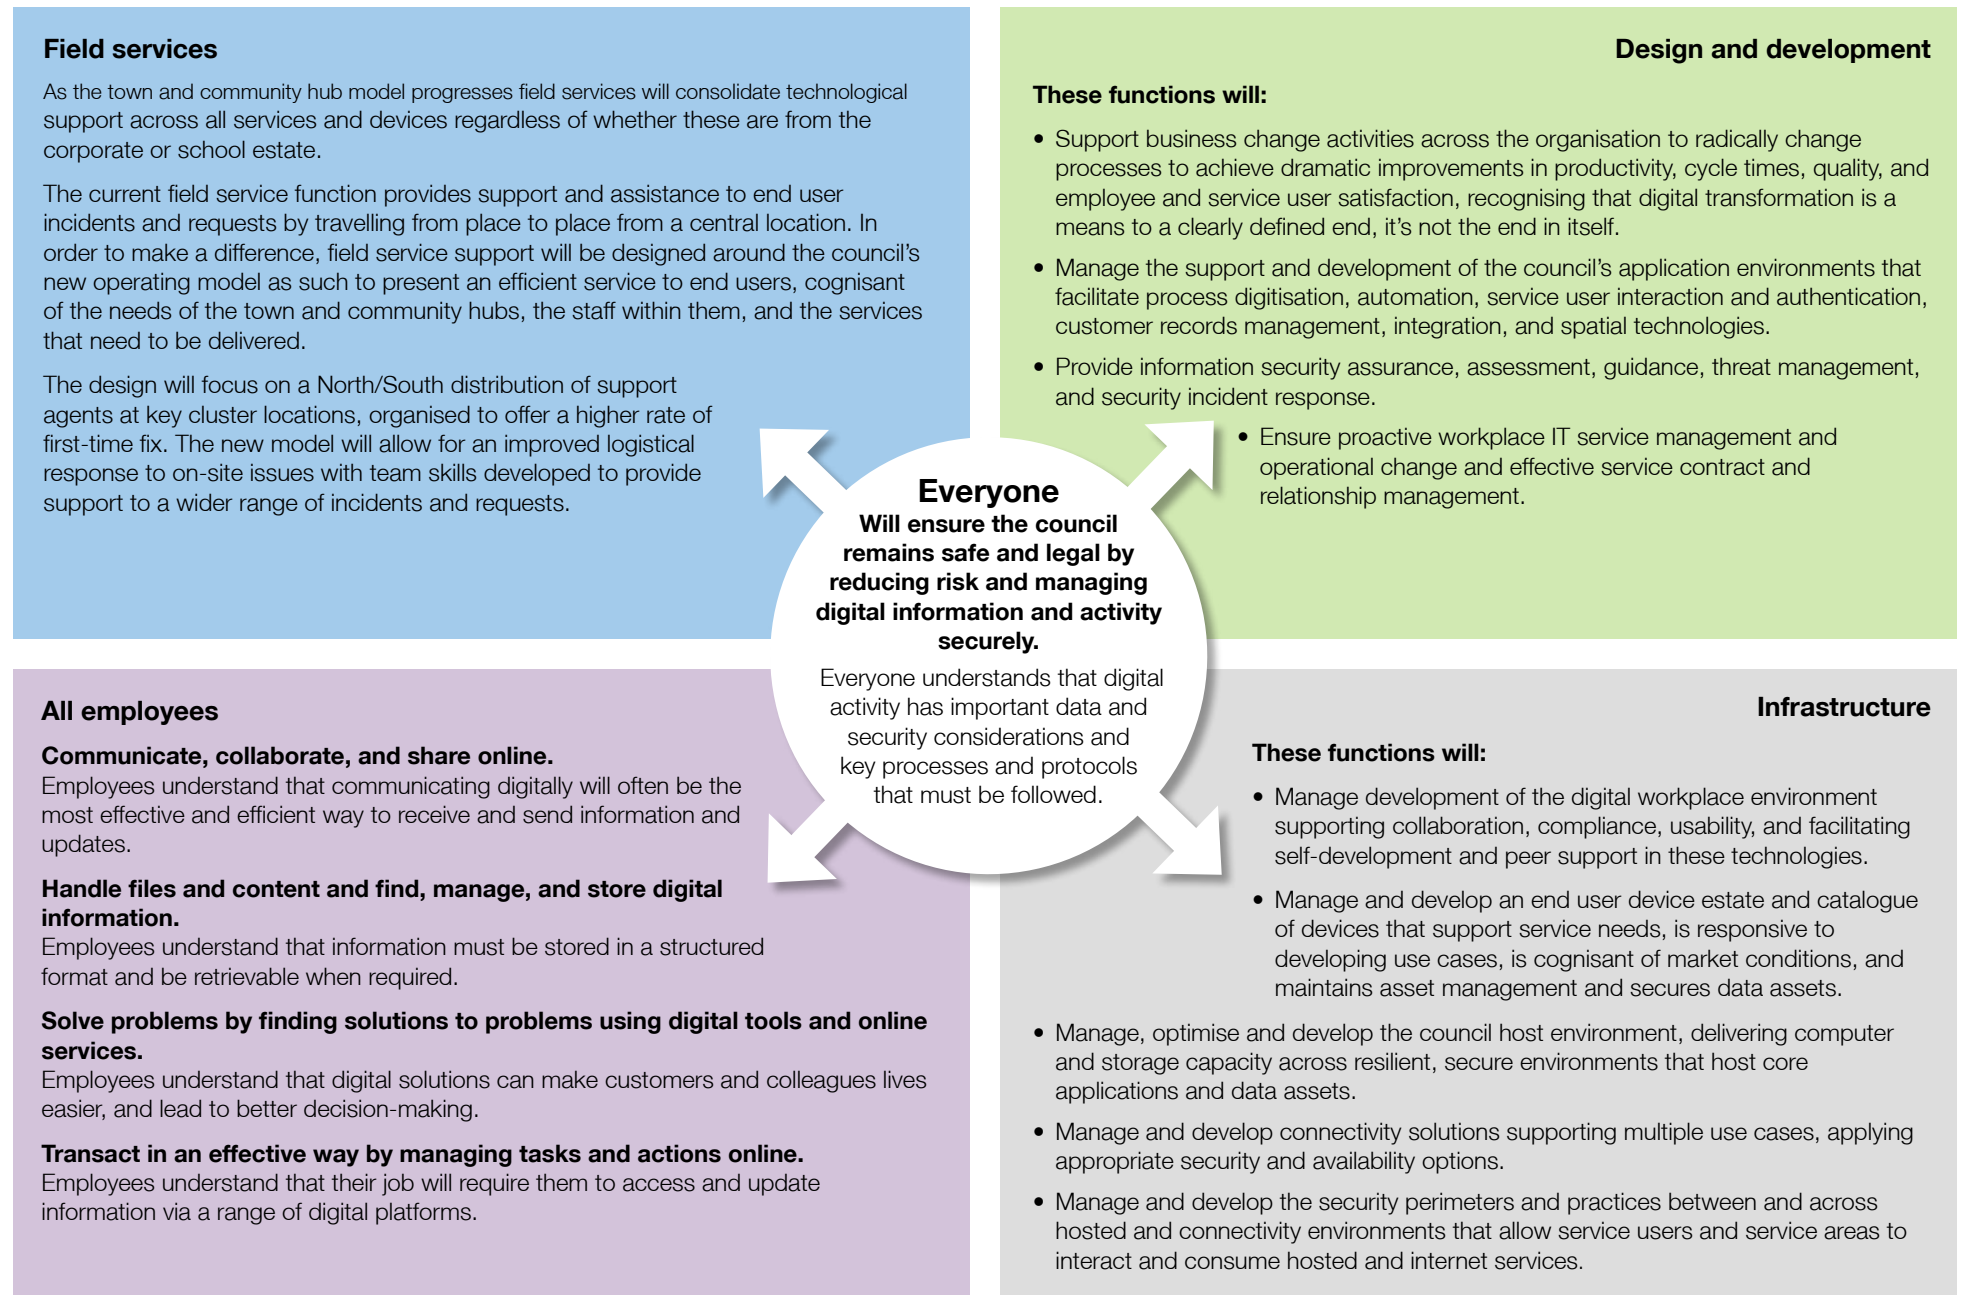 Field services
As the town and community hub model progresses field services will consolidate technological
support across all services and devices regardless of whether these are from the
corporate or school estate.
The current field service function provides support and assistance to end user
incidents and requests by travelling from place to place from a central location. In
order to make a difference, field service support will be designed around the council’s
new operating model as such to present an efficient service to end users, cognisant
of the needs of the town and community hubs, the staff within them, and the services
that need to be delivered.
The design will focus on a North/South distribution of support
agents at key cluster locations, organised to offer a higher rate of
first-time fix. The new model will allow for an improved logistical
response to on-site issues with team skills developed to provide
support to a wider range of incidents and requests.
Design and development
These functions will:
• Support business change activities across the organisation to radically change
processes to achieve dramatic improvements in productivity, cycle times, quality, and
employee and service user satisfaction, recognising that digital transformation is a
means to a clearly defined end, it’s not the end in itself.
• Manage the support and development of the council’s application environments that
facilitate process digitisation, automation, service user interaction and authentication,
customer records management, integration, and spatial technologies.
• Provide information security assurance, assessment, guidance, threat management,
and security incident response.
• Ensure proactive workplace IT service management and
operational change and effective service contract and
relationship management.
Everyone
Will ensure the council
remains safe and legal by
reducing risk and managing
digital information and activity
securely.
Everyone understands that digital
activity has important data and
security considerations and
key processes and protocols
that must be followed.
All employees
Communicate, collaborate, and share online.
Employees understand that communicating digitally will often be the
most effective and efficient way to receive and send information and
updates.
Handle files and content and find, manage, and store digital
information.
Employees understand that information must be stored in a structured
format and be retrievable when required.
Solve problems by finding solutions to problems using digital tools and online
services.
Employees understand that digital solutions can make customers and colleagues lives
easier, and lead to better decision-making.
Transact in an effective way by managing tasks and actions online.
Employees understand that their job will require them to access and update
information via a range of digital platforms.
Infrastructure
These functions will:
• Manage development of the digital workplace environment
supporting collaboration, compliance, usability, and facilitating
self-development and peer support in these technologies.
• Manage and develop an end user device estate and catalogue
of devices that support service needs, is responsive to
developing use cases, is cognisant of market conditions, and
maintains asset management and secures data assets.
• Manage, optimise and develop the council host environment, delivering computer
and storage capacity across resilient, secure environments that host core
applications and data assets.
• Manage and develop connectivity solutions supporting multiple use cases, applying
appropriate security and availability options.
• Manage and develop the security perimeters and practices between and across
hosted and connectivity environments that allow service users and service areas to
interact and consume hosted and internet services.